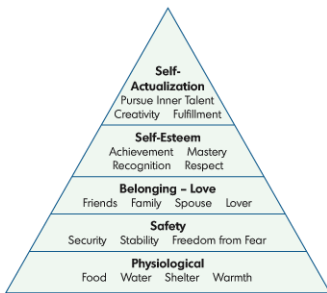 Self-
Actualization
Pursue Inner Talent
Creativity Fulfillment
Self-Esteem
Achievement Mastery
Recognition Respect
Belonging – Love
Friends Family Spouse Lover
Safety
Security Stability Freedom from Fear
Physiological
Food Water Shelter Warmth